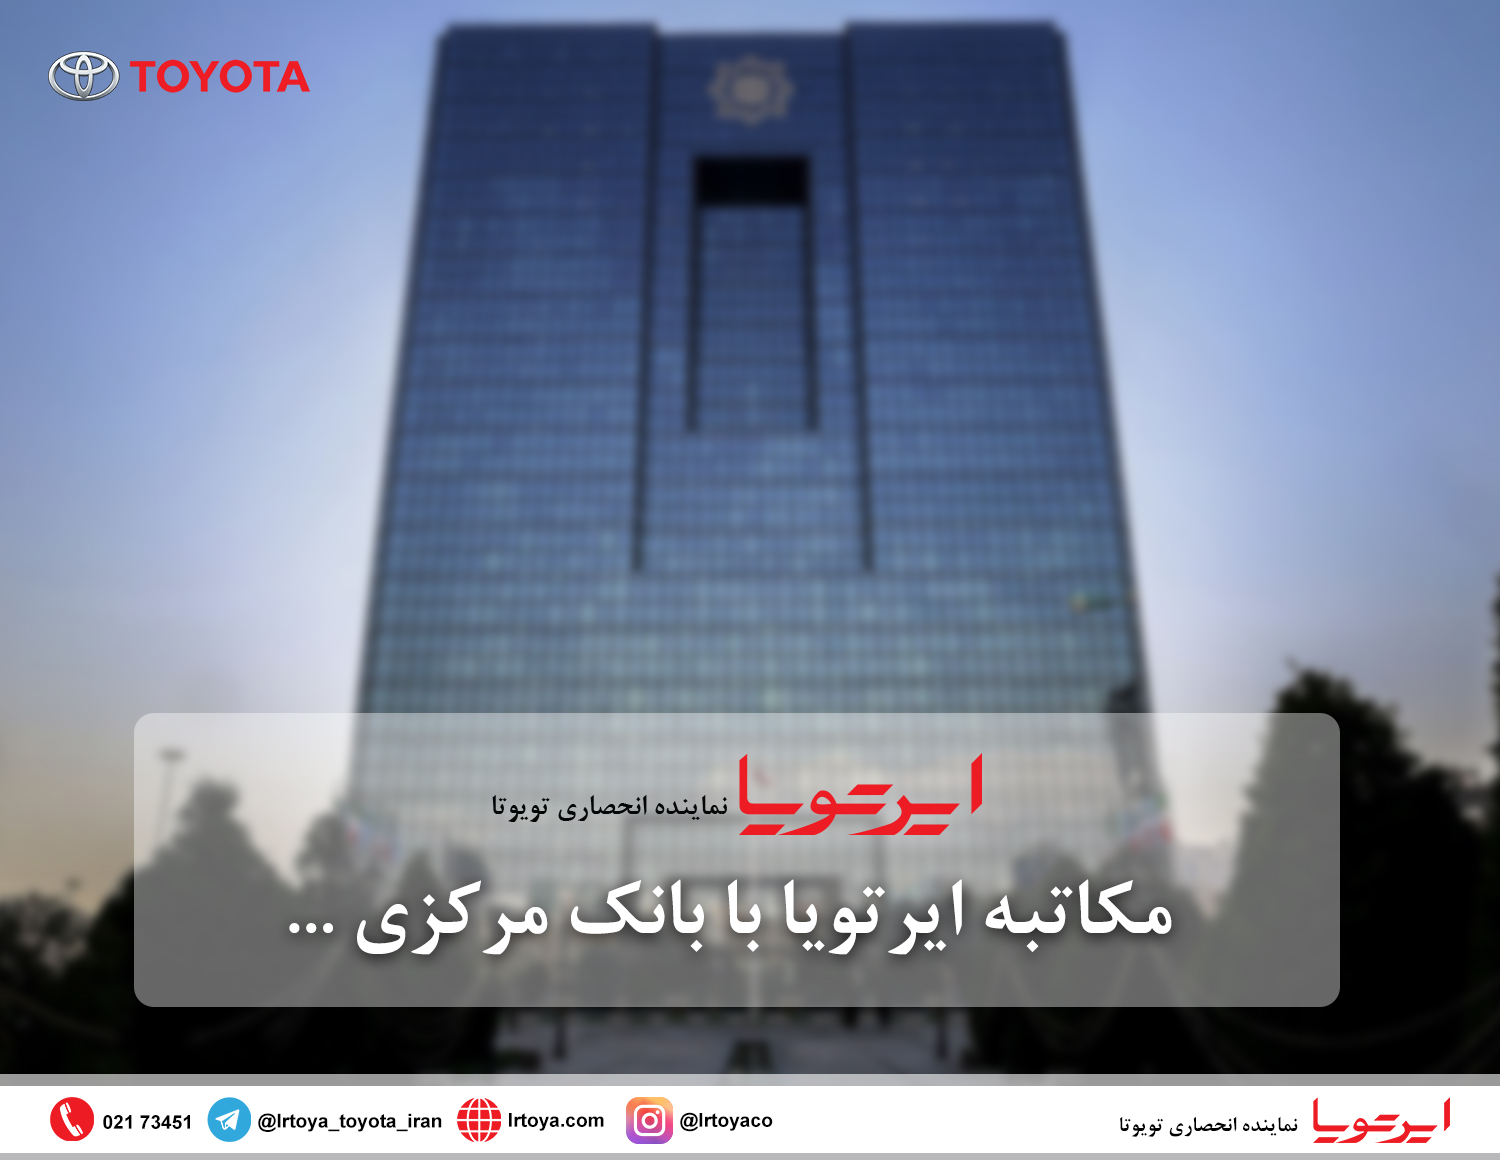 TOYOTA
ایرتویا نماینده انحصاری تویوتا
مکاتبه ایرتویا با بانک مرکزی ...
021 73451 @Irtoya_toyota_iran Irtoya.com @Irtoyaco
ایرتویا نماینده انحصاری تویوتا